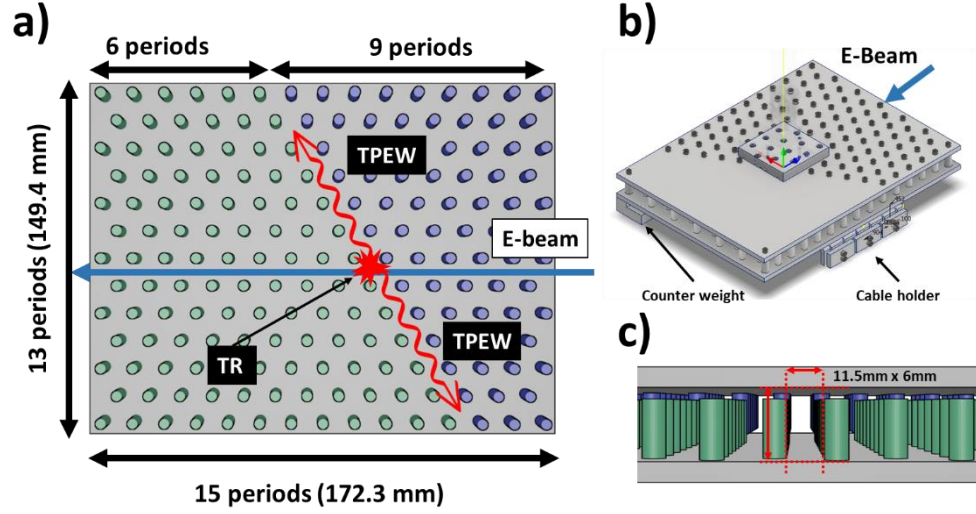 a)
6 periods
9 periods
13 periods (149.4 mm)
TPEW
E-beam
TR
TPEW
15 periods (172.3 mm)
b)
E-Beam
Counter weight
Cable holder
c)
11.5mm x 6mm